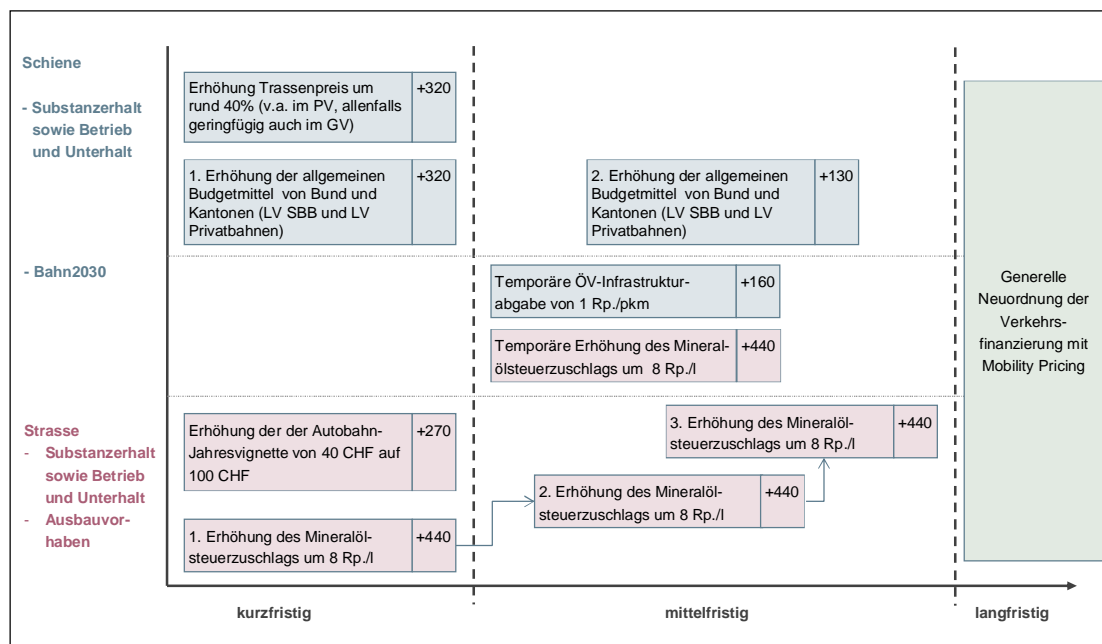 Schiene
- Substanzerhalt
sowie Betrieb
und Unterhalt
Erhöhung Trassenpreis um
rund 40% (v.a. im PV, allenfalls
geringfügig auch im GV)
+320
1. Erhöhung der allgemeinen
Budgetmittel von Bund und
Kantonen (LV SBB und LV
Privatbahnen)
+320
2. Erhöhung der allgemeinen
Budgetmittel von Bund und
Kantonen (LV SBB und LV
Privatbahnen)
+130
- Bahn2030
Temporäre ÖV-Infrastruktur-
abgabe von 1 Rp./pkm
+160
Temporäre Erhöhung des Mineral-
ölsteuerzuschlags um 8 Rp./l
+440
Strasse
- Substanzerhalt
sowie Betrieb
und Unterhalt
- Ausbauvor-
haben
Erhöhung der der Autobahn-
Jahresvignette von 40 CHF auf
100 CHF
+270
1. Erhöhung des Mineralöl-
steuerzuschlags um 8 Rp./l
+440
2. Erhöhung des Mineralöl-
steuerzuschlags um 8 Rp./l
+440
3. Erhöhung des Mineralöl-
steuerzuschlags um 8 Rp./l
+440
Generelle
Neuordnung der
Verkehrs-
finanzierung mit
Mobility Pricing
kurzfristig
mittelfristig
langfristig